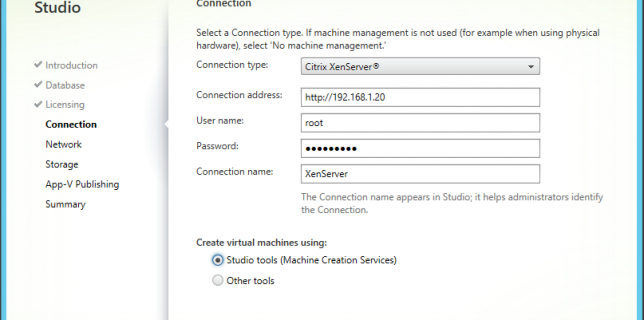 Studio
Connection
Select a Connection type. If machine management is not used (for example when using physical
hardware), select 'No machine management.'
Connection type:
Citrix XenServer®
Connection address:
http://192.168.1.20
User name:
root
Password:
●●●●●●●●●
Connection name:
XenServer
The Connection name appears in Studio; it helps administrators identify
the Connection.
Create virtual machines using:
Studio tools (Machine Creation Services)
Other tools
Introduction
Database
Licensing
Connection
Network
Storage
App-V Publishing
Summary